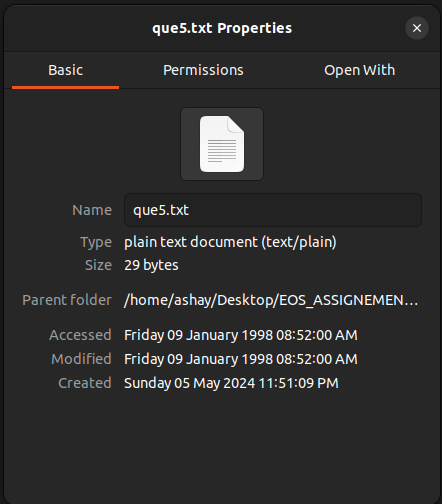 que5.txt Properties
Basic Permissions Open With
Name que5.txt
Type plain text document (text/plain)
Size 29 bytes
Parent folder /home/ashay/Desktop/EOS_ASSIGNEMEN...
Accessed Friday 09 January 1998 08:52:00 AM
Modified Friday 09 January 1998 08:52:00 AM
Created Sunday 05 May 2024 11:51:09 PM